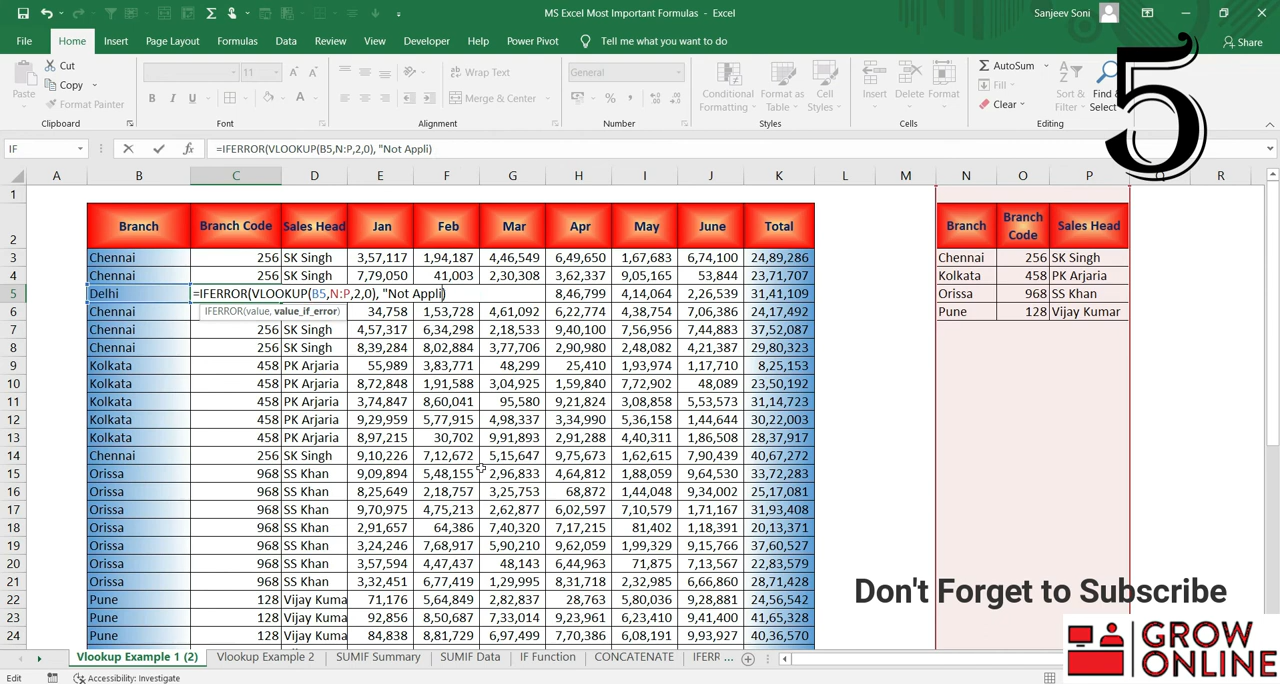 MS Excel Most Important Formulas - Excel
Sanjeev Soni
File Home Insert Page Layout Formulas Data Review View Developer Help Power Pivot Tell me what you want to do Share
5
Paste Cut Copy Format Painter
11 Wrap Text Merge & Center General
Conditional Formatting Format as Table Cell Styles Insert Delete Format
AutoSum Fill Clear Sort & Filter Find & Select
Clipboard Font Alignment Number Styles Cells Editing
IF =IFERROR(VLOOKUP(B5,N:P,2,0), "Not Appli)
A B C D E F G H I J K L M N O P Q R
1
2 Branch Branch Code Sales Head Jan Feb Mar Apr May June Total Branch Branch Code Sales Head
3 Chennai 256 SK Singh 3,57,117 1,94,187 4,46,549 6,49,650 1,67,683 6,74,100 24,89,286 Chennai 256 SK Singh
4 Chennai 256 SK Singh 7,79,050 41,003 2,30,308 3,62,337 9,05,165 53,844 23,71,707 Kolkata 458 PK Arjaria
5 Delhi =IFERROR(VLOOKUP(B5,N:P,2,0), "Not Appli) 8,46,799 4,14,064 2,26,539 31,41,109 Orissa 968 SS Khan
6 Chennai IFERROR(value, value_if_error) 34,758 1,53,728 4,61,092 6,22,774 4,38,754 7,06,386 24,17,492 Pune 128 Vijay Kumar
7 Chennai 256 SK Singh 4,57,317 6,34,298 2,18,533 9,40,100 7,56,956 7,44,883 37,52,087
8 Chennai 256 SK Singh 8,39,284 8,02,884 3,77,706 2,90,980 2,48,082 4,21,387 29,80,323
9 Kolkata 458 PK Arjaria 55,989 3,83,771 48,299 25,410 1,93,974 1,17,710 8,25,153
10 Kolkata 458 PK Arjaria 8,72,848 1,91,588 3,04,925 1,59,840 7,72,902 48,089 23,50,192
11 Kolkata 458 PK Arjaria 3,74,847 8,60,041 95,580 9,21,824 3,08,858 5,53,573 31,14,723
12 Kolkata 458 PK Arjaria 9,29,959 5,77,915 4,98,337 3,34,990 5,36,158 1,44,644 30,22,003
13 Kolkata 458 PK Arjaria 8,97,215 30,702 9,91,893 2,91,288 4,40,311 1,86,508 28,37,917
14 Chennai 256 SK Singh 9,10,226 7,12,672 5,15,647 9,75,673 1,62,615 7,90,439 40,67,272
15 Orissa 968 SS Khan 9,09,894 5,48,155 2,96,833 4,64,812 1,88,059 9,64,530 33,72,283
16 Orissa 968 SS Khan 8,25,649 2,18,757 3,25,753 68,872 1,44,048 9,34,002 25,17,081
17 Orissa 968 SS Khan 9,70,975 4,75,213 2,62,877 6,02,597 7,10,579 1,71,167 31,93,408
18 Orissa 968 SS Khan 2,91,657 64,386 7,40,320 7,17,215 81,402 1,18,391 20,13,371
19 Orissa 968 SS Khan 3,24,246 7,68,917 5,90,210 9,62,059 1,99,329 9,15,766 37,60,527
20 Orissa 968 SS Khan 3,57,594 4,47,437 48,143 6,44,963 71,875 7,13,567 22,83,579
21 Orissa 968 SS Khan 3,32,451 6,77,419 1,29,995 8,31,718 2,32,985 6,66,860 28,71,428
22 Pune 128 Vijay Kuma 71,176 5,64,849 2,82,837 28,763 5,80,036 9,28,881 24,56,542
23 Pune 128 Vijay Kuma 92,856 8,50,687 7,33,014 9,23,961 6,23,410 9,41,400 41,65,328
24 Pune 128 Vijay Kuma 84,838 8,81,729 6,97,499 7,70,386 6,08,191 9,93,927 40,36,570
Don't Forget to Subscribe
GROW
ONLINE
Vlookup Example 1 (2) Vlookup Example 2 SUMIF Summary SUMIF Data IF Function CONCATENATE IFERR ...
Edit Accessibility: Investigate